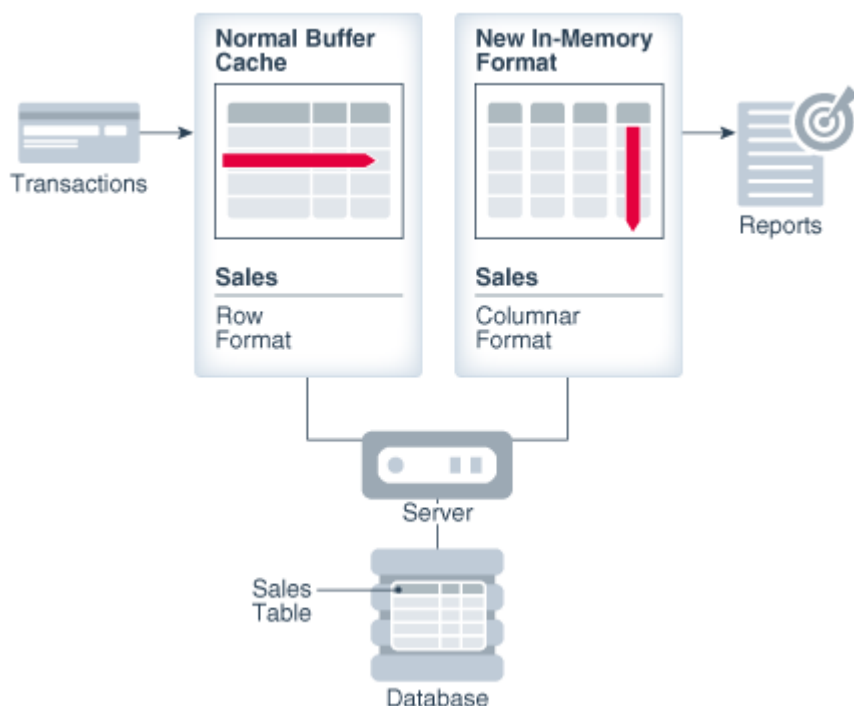 Normal Buffer
Cache
New In-Memory
Format
Transactions
Reports
Sales
Row
Format
Sales
Columnar
Format
Server
Sales
Table
Database